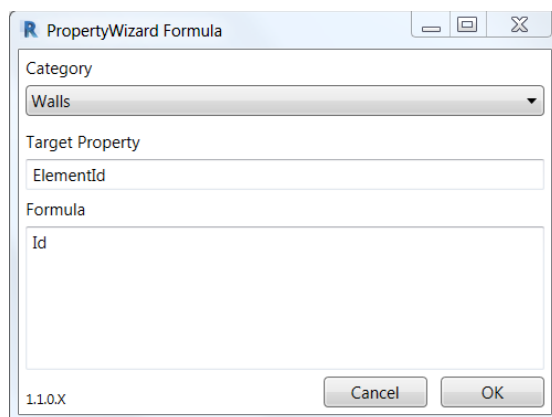 PropertyWizard Formula
Category
Walls
Target Property
ElementId
Formula
Id
1.1.0.X
Cancel
OK